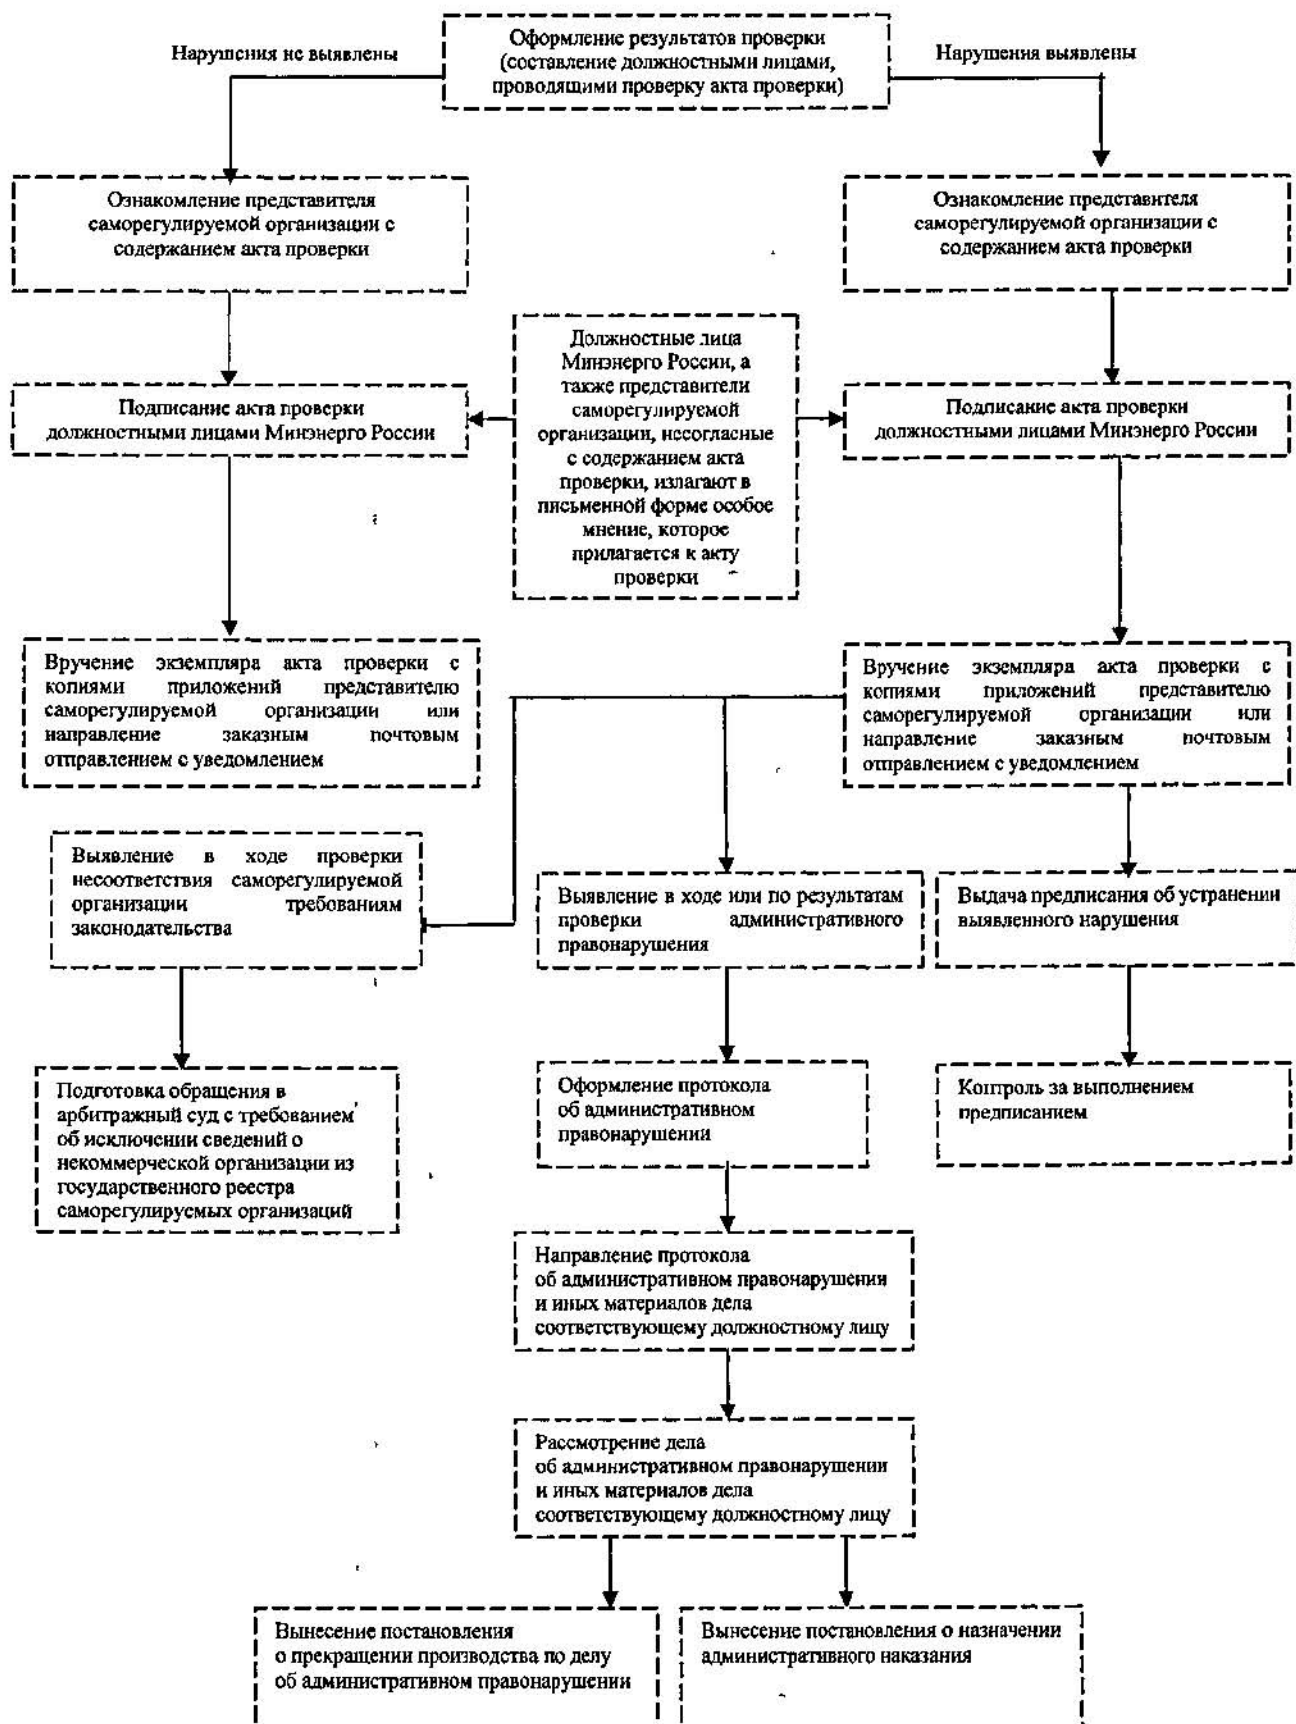 Нарушения не выявлены
Оформление результатов проверки
(составление должностными лицами,
проводящими проверку акта проверки)
Нарушения выявлены
Ознакомление представителя
саморегулируемой организации с
содержанием акта проверки
Ознакомление представителя
саморегулируемой организации с
содержанием акта проверки
Должностные лица
Минэнерго России, а
также представители
саморегулируемой
организации, несогласные
с содержанием акта
проверки, излагают в
письменной форме особое
мнение, которое
прилагается к акту
проверки
Подписание акта проверки
должностными лицами Минэнерго России
Подписание акта проверки
должностными лицами Минэнерго России
Вручение экземпляра акта проверки с
копиями приложений представителю
саморегулируемой организации или
направление заказным почтовым
отправлением с уведомлением
Вручение экземпляра акта проверки с
копиями приложений представителю
саморегулируемой организации или
направление заказным почтовым
отправлением с уведомлением
Выявление в ходе проверки
несоответствия саморегулируемой
организации требованиям
законодательства
Выявление в ходе или по результатам
проверки административного
правонарушения
Выдача предписания об устранении
выявленного нарушения
Подготовка обращения в
арбитражный суд с требованием
об исключении сведений о
некоммерческой организации из
государственного реестра
саморегулируемых организаций
Оформление протокола
об административном
правонарушении
Контроль за выполнением
предписанием
Направление протокола
об административном правонарушения
и иных материалов дела
соответствующему должностному лицу
Рассмотрение дела
об административном правонарушении
и иных материалов дела
соответствующему должностному лицу
Вынесение постановления
о прекращении производства по делу
об административном правонарушении
Вынесение постановления о назначении
административного наказания